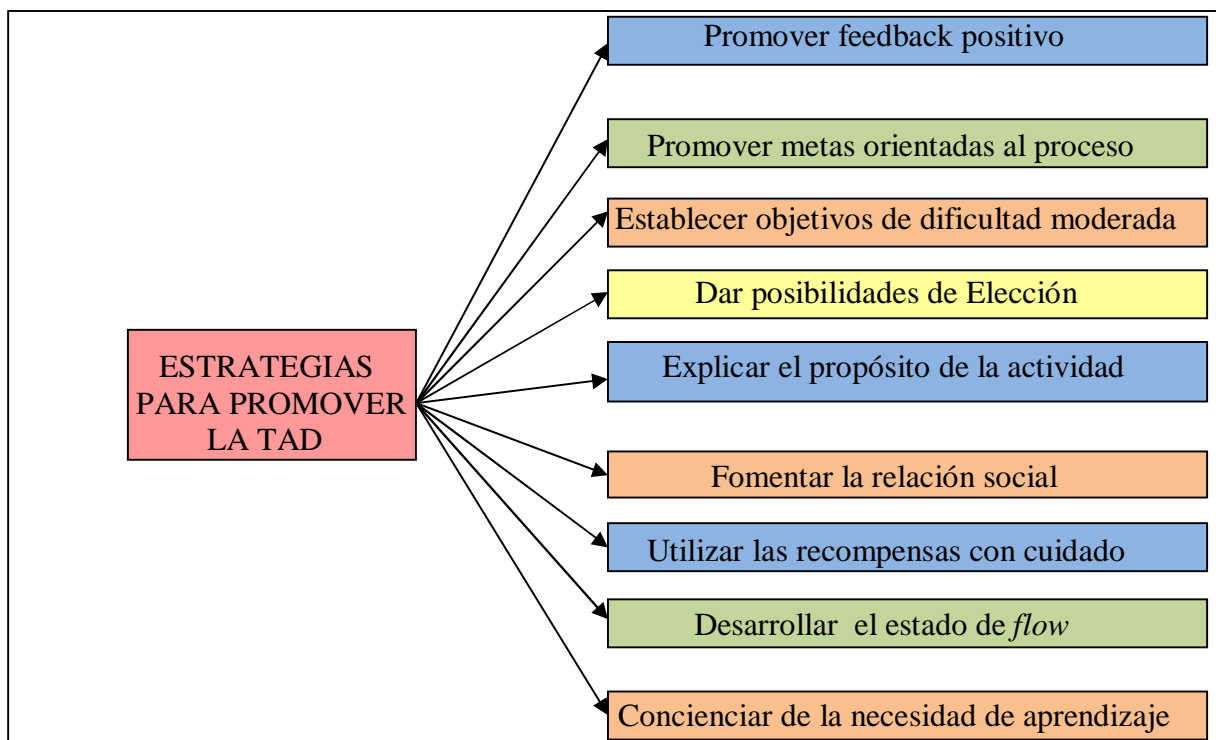 Promover feedback positivo
Promover metas orientadas al proceso
Establecer objetivos de dificultad moderada
Dar posibilidades de Elección
ESTRATEGIAS
PARA PROMOVER
LA TAD
Explicar el propósito de la actividad
Fomentar la relación social
Utilizar las recompensas con cuidado
Desarrollar el estado de flow
Concienciar de la necesidad de aprendizaje